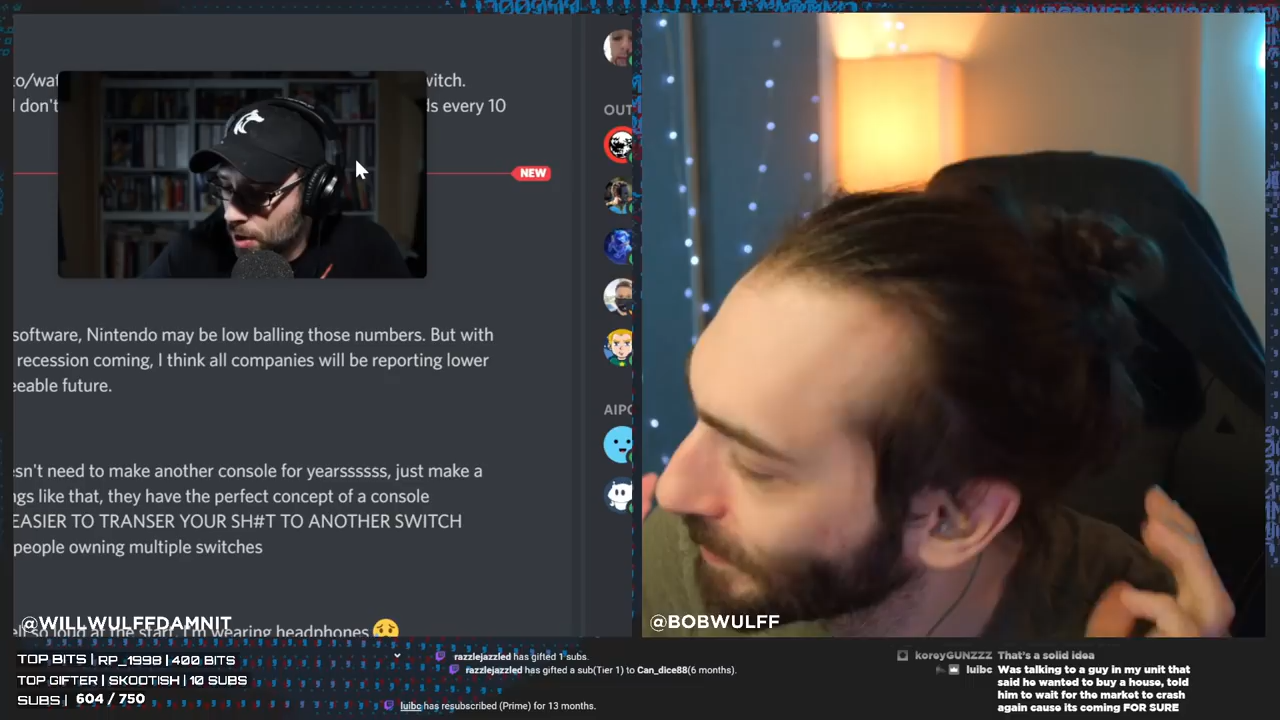 to/wat
witch.
I don't
ds every 10
NEW
OUT
software, Nintendo may be low balling those numbers. But with
recession coming, I think all companies will be reporting lower
eeable future.
AIPO
esn't need to make another console for yearssssss, just make a
ngs like that, they have the perfect concept of a console
EASIER TO TRANSER YOUR SH#T TO ANOTHER SWITCH
people owning multiple switches
so long at the start. I'm wearing headphones 😟
@WILLWULFFDAMNIT
@BOBWULFF
TOP BITS | RP_1998 | 400 BITS
TOP GIFTER | SKOOTISH | 10 SUBS
SUBS | 604 / 750
razzlejazzled has gifted 1 subs.
razzlejazzled has gifted a sub(Tier 1) to Can_dice88(6 months).
luibc has resubscribed (Prime) for 13 months.
koreyGUNZZZ That's a solid idea
luibc Was talking to a guy in my unit that
said he wanted to buy a house, told
him to wait for the market to crash
again cause its coming FOR SURE